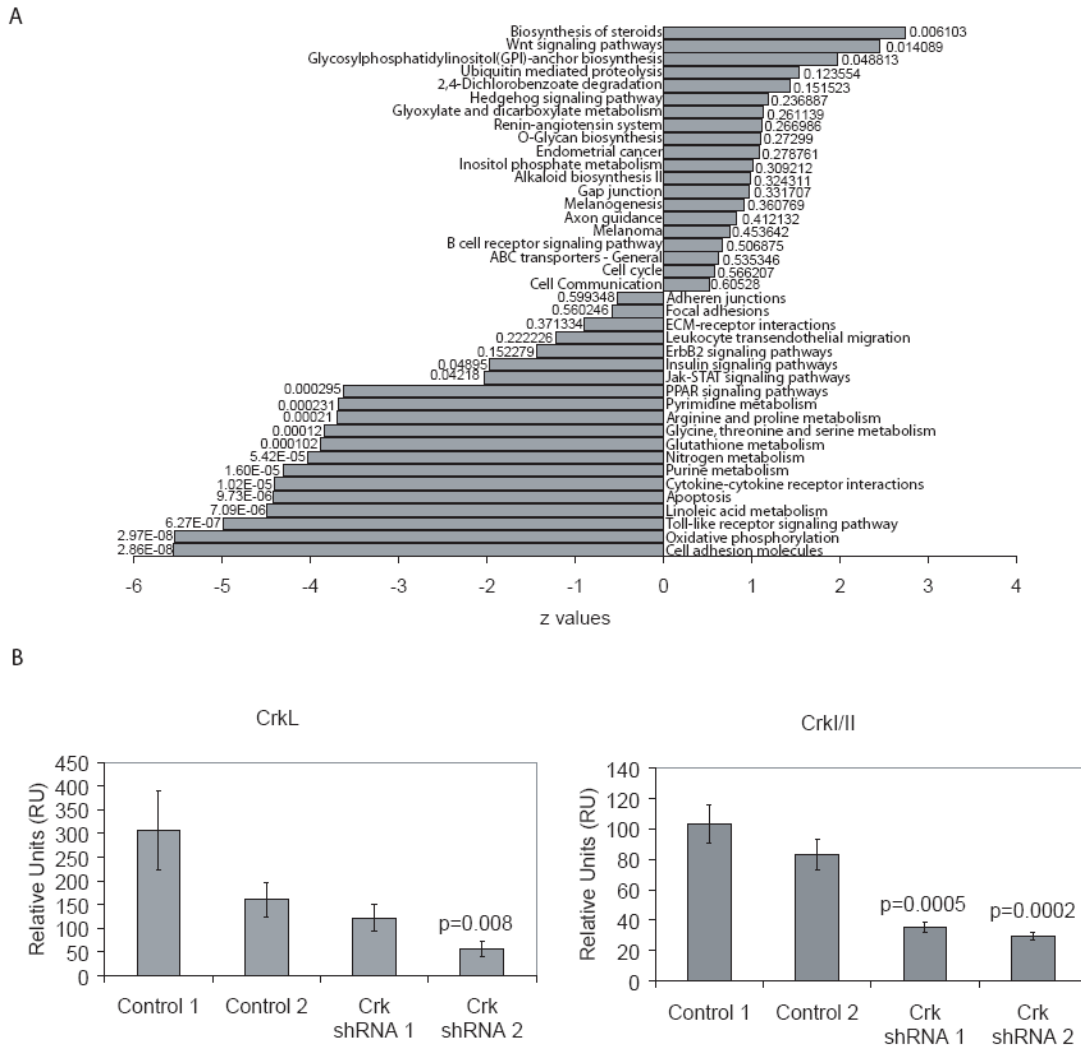 A
Biosynthesis of steroids 0.006103
Wnt signaling pathways 0.014089
Glycosylphosphatidylinositol(GPI)-anchor biosynthesis 0.048813
Ubiquitin mediated proteolysis 0.123554
2,4-Dichlorobenzoate degradation 0.151523
Hedgehog signaling pathway 0.236887
Glyoxylate and dicarboxylate metabolism 0.261139
Renin-angiotensin system 0.266986
O-Glycan biosynthesis 0.27299
Endometrial cancer 0.278761
Inositol phosphate metabolism 0.309212
Alkaloid biosynthesis II 0.324311
Gap junction 0.331707
Melanogenesis 0.360769
Axon guidance 0.412132
Melanoma 0.453642
B cell receptor signaling pathway 0.506875
ABC transporters - General 0.535346
Cell cycle 0.566207
Cell Communication 0.60528
0.599348 Adheren junctions
0.560246 Focal adhesions
0.371334 ECM-receptor interactions
0.222226 Leukocyte transendothelial migration
0.152279 ErbB2 signaling pathways
0.04895 Insulin signaling pathways
0.04218 Jak-STAT signaling pathways
0.000295 PPAR signaling pathways
0.000231 Pyrimidine metabolism
0.00021 Arginine and proline metabolism
0.00012 Glycine, threonine and serine metabolism
0.000102 Glutathione metabolism
5.42E-05 Nitrogen metabolism
1.60E-05 Purine metabolism
1.02E-05 Cytokine-cytokine receptor interactions
9.73E-06 Apoptosis
7.09E-06 Linoleic acid metabolism
6.27E-07 Toll-like receptor signaling pathway
2.97E-08 Oxidative phosphorylation
2.86E-08 Cell adhesion molecules
-6 -5 -4 -3 -2 -1 0 1 2 3 4
z values
B
CrkL
Relative Units (RU)
450
400
350
300
250
200
150
100
50
0
p=0.008
Control 1 Control 2 Crk shRNA 1 Crk shRNA 2
CrkI/II
Relative Units (RU)
140
120
100
80
60
40
20
0
p=0.0005 p=0.0002
Control 1 Control 2 Crk shRNA 1 Crk shRNA 2